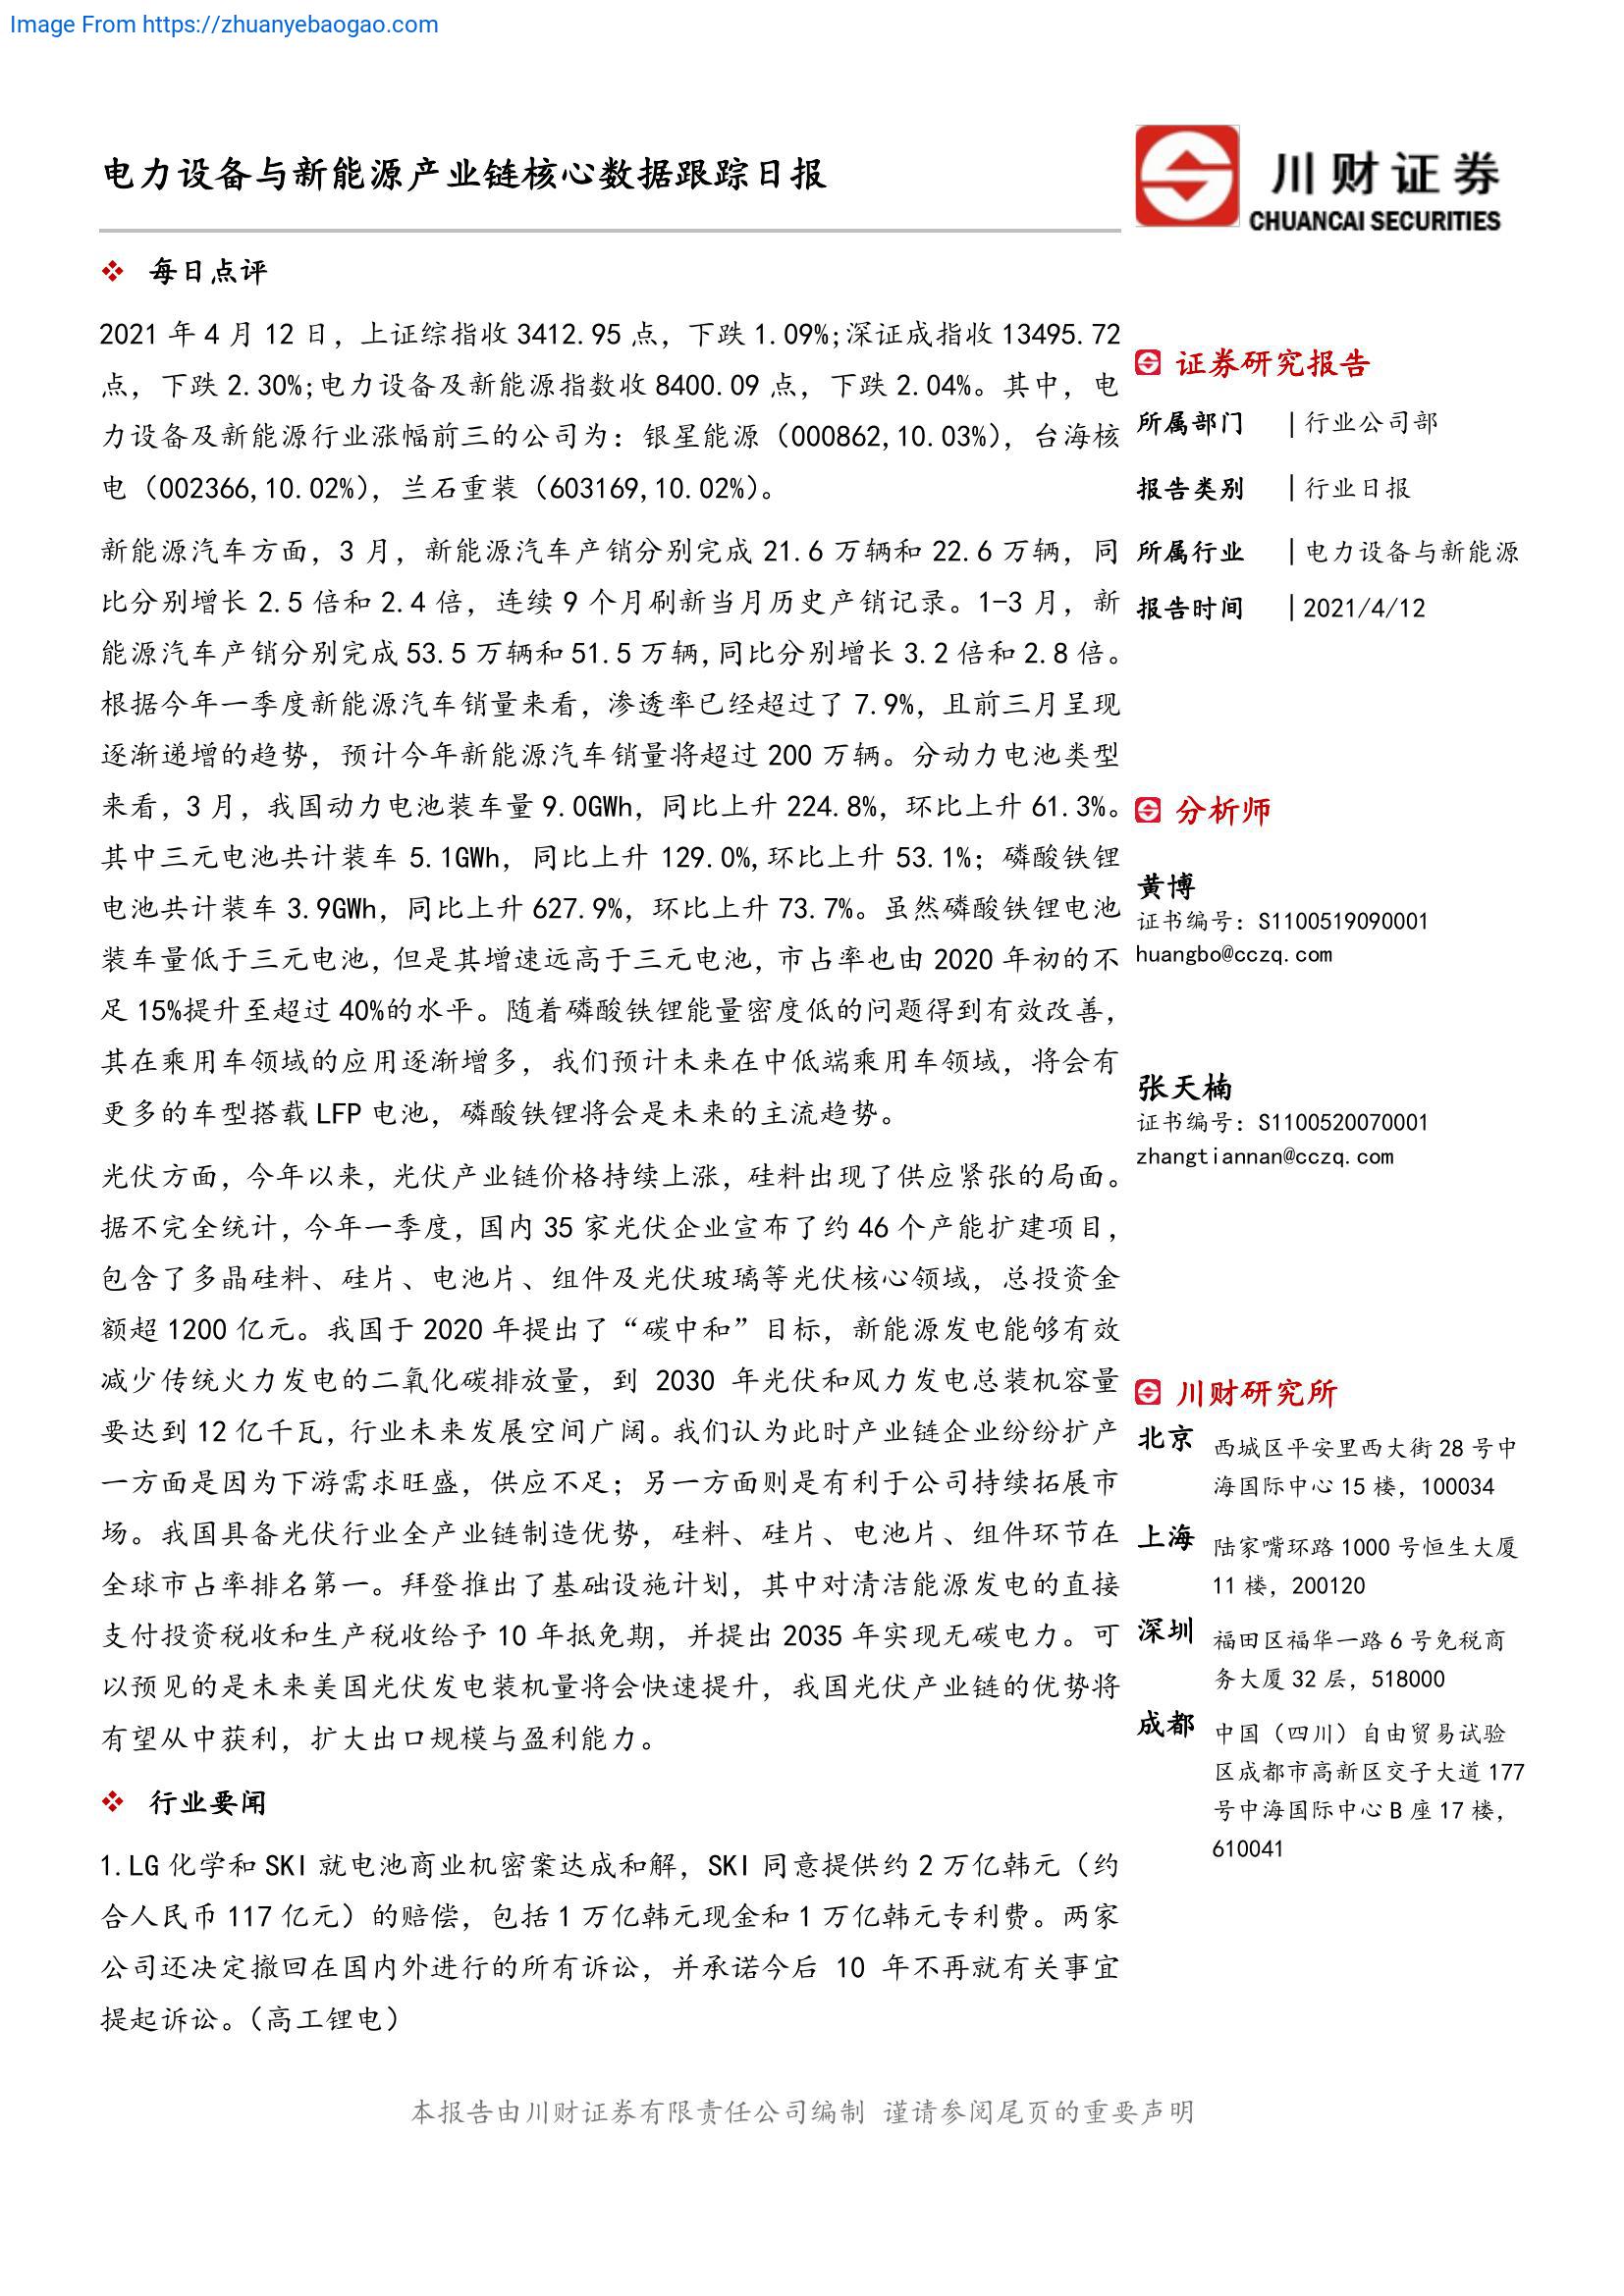 Image From https://zhuanyebaogao.com
电力设备与新能源产业链核心数据跟踪日报
川财证券
CHUANCAI SECURITIES
每日点评
2021 年 4 月 12 日，上证综指收 3412.95 点，下跌 1.09%;深证成指收 13495.72
点，下跌 2.30%;电力设备及新能源指数收 8400.09 点，下跌 2.04%。其中，电
力设备及新能源行业涨幅前三的公司为：银星能源（000862,10.03%），台海核
电（002366,10.02%），兰石重装（603169,10.02%）。
新能源汽车方面，3 月，新能源汽车产销分别完成 21.6 万辆和 22.6 万辆，同
比分别增长 2.5 倍和 2.4 倍，连续 9 个月刷新当月历史产销记录。1-3 月，新
能源汽车产销分别完成 53.5 万辆和 51.5 万辆,同比分别增长 3.2 倍和 2.8 倍。
根据今年一季度新能源汽车销量来看，渗透率已经超过了 7.9%，且前三月呈现
逐渐递增的趋势，预计今年新能源汽车销量将超过 200 万辆。分动力电池类型
来看，3 月，我国动力电池装车量 9.0GWh，同比上升 224.8%，环比上升 61.3%。
其中三元电池共计装车 5.1GWh，同比上升 129.0%,环比上升 53.1%；磷酸铁锂
电池共计装车 3.9GWh，同比上升 627.9%，环比上升 73.7%。虽然磷酸铁锂电池
装车量低于三元电池，但是其增速远高于三元电池，市占率也由 2020 年初的不
足 15%提升至超过 40%的水平。随着磷酸铁锂能量密度低的问题得到有效改善，
其在乘用车领域的应用逐渐增多，我们预计未来在中低端乘用车领域，将会有
更多的车型搭载 LFP 电池，磷酸铁锂将会是未来的主流趋势。
光伏方面，今年以来，光伏产业链价格持续上涨，硅料出现了供应紧张的局面。
据不完全统计，今年一季度，国内 35 家光伏企业宣布了约 46 个产能扩建项目，
包含了多晶硅料、硅片、电池片、组件及光伏玻璃等光伏核心领域，总投资金
额超 1200 亿元。我国于 2020 年提出了“碳中和”目标，新能源发电能够有效
减少传统火力发电的二氧化碳排放量，到 2030 年光伏和风力发电总装机容量
要达到 12 亿千瓦，行业未来发展空间广阔。我们认为此时产业链企业纷纷扩产
一方面是因为下游需求旺盛，供应不足；另一方面则是有利于公司持续拓展市
场。我国具备光伏行业全产业链制造优势，硅料、硅片、电池片、组件环节在
全球市占率排名第一。拜登推出了基础设施计划，其中对清洁能源发电的直接
支付投资税收和生产税收给予 10 年抵免期，并提出 2035 年实现无碳电力。可
以预见的是未来美国光伏发电装机量将会快速提升，我国光伏产业链的优势将
有望从中获利，扩大出口规模与盈利能力。
行业要闻
1.LG 化学和 SKI 就电池商业机密案达成和解，SKI 同意提供约 2 万亿韩元（约
合人民币 117 亿元）的赔偿，包括 1 万亿韩元现金和 1 万亿韩元专利费。两家
公司还决定撤回在国内外进行的所有诉讼，并承诺今后 10 年不再就有关事宜
提起诉讼。（高工锂电）
证券研究报告
所属部门 | 行业公司部
报告类别 | 行业日报
所属行业 | 电力设备与新能源
报告时间 | 2021/4/12
分析师
黄博
证书编号：S1100519090001
huangbo@cczq.com
张天楠
证书编号：S1100520070001
zhangtiannan@cczq.com
川财研究所
北京 西城区平安里西大街 28 号中
海国际中心 15 楼，100034
上海 陆家嘴环路 1000 号恒生大厦
11 楼，200120
深圳 福田区福华一路 6 号免税商
务大厦 32 层，518000
成都 中国（四川）自由贸易试验
区成都市高新区交子大道 177
号中海国际中心 B 座 17 楼，
610041
本报告由川财证券有限责任公司编制 谨请参阅尾页的重要声明